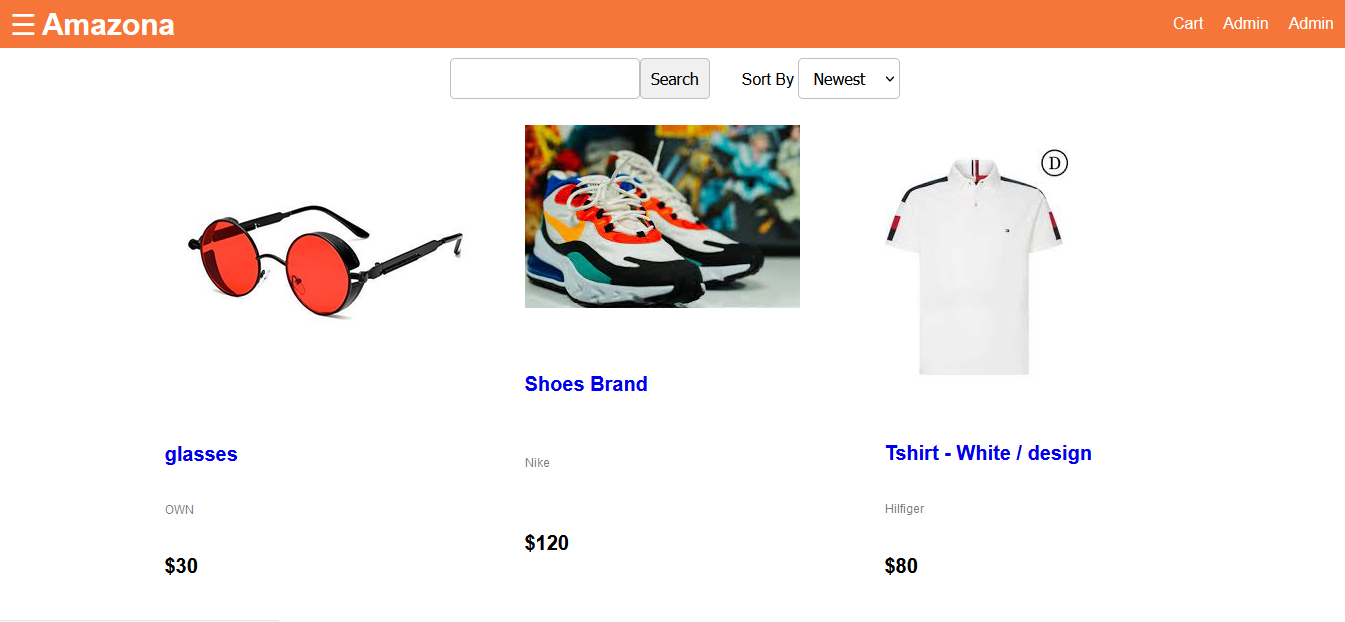 ☰ Amazona
Cart Admin Admin
Search Sort By Newest
D
glasses
OWN
$30
Shoes Brand
Nike
$120
Tshirt - White / design
Hilfiger
$80